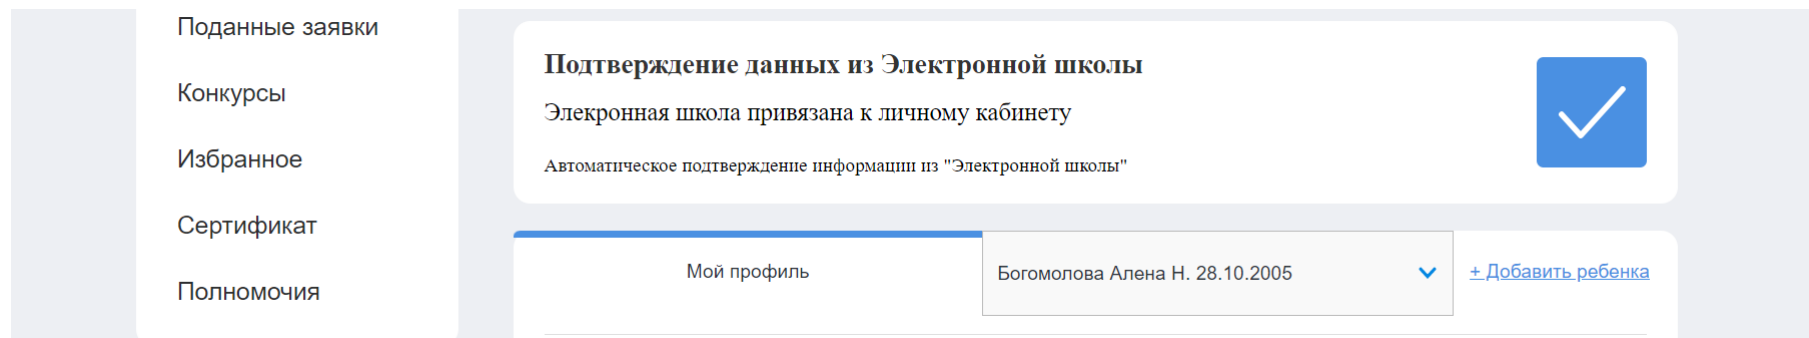 Поданные заявки
Конкурсы
Избранное
Сертификат
Полномочия
Подтверждение данных из Электронной школы
Элекронная школа привязана к личному кабинету
Автоматическое подтверждение информации из "Электронной школы"
Мой профиль
Богомолова Алена Н. 28.10.2005
+ Добавить ребенка